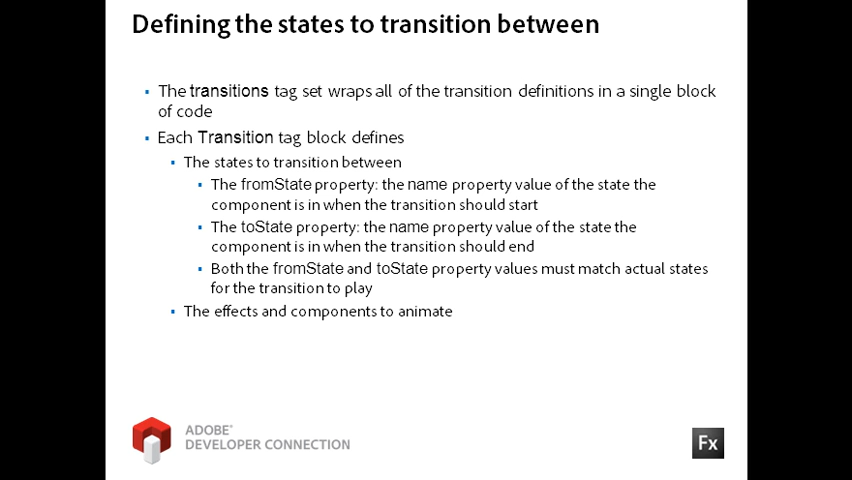 Defining the states to transition between
▪ The transitions tag set wraps all of the transition definitions in a single block
of code
▪ Each Transition tag block defines
▪ The states to transition between
▪ The fromState property: the name property value of the state the
component is in when the transition should start
▪ The toState property: the name property value of the state the
component is in when the transition should end
▪ Both the fromState and toState property values must match actual states
for the transition to play
▪ The effects and components to animate
ADOBE®
DEVELOPER CONNECTION
Fx